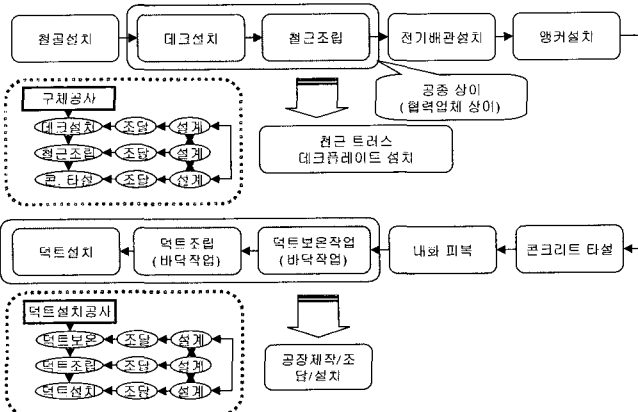 철골설치
데크설치
철근조립
전기배관설치
앵커설치
공종 상이
(협력업체 상이)
구체공사
데크설치 조달 설계
철근조립 조달 설계
콘. 타설 조달 설계
철근 트러스
데크플레이트 설치
덕트설치
덕트조립
(바닥작업)
덕트보온작업
(바닥작업)
내화 피복
콘크리트 타설
덕트설치공사
덕트보온 조달 설계
덕트조립 조달 설계
덕트설치 조달 설계
공장제작/조
달/설치